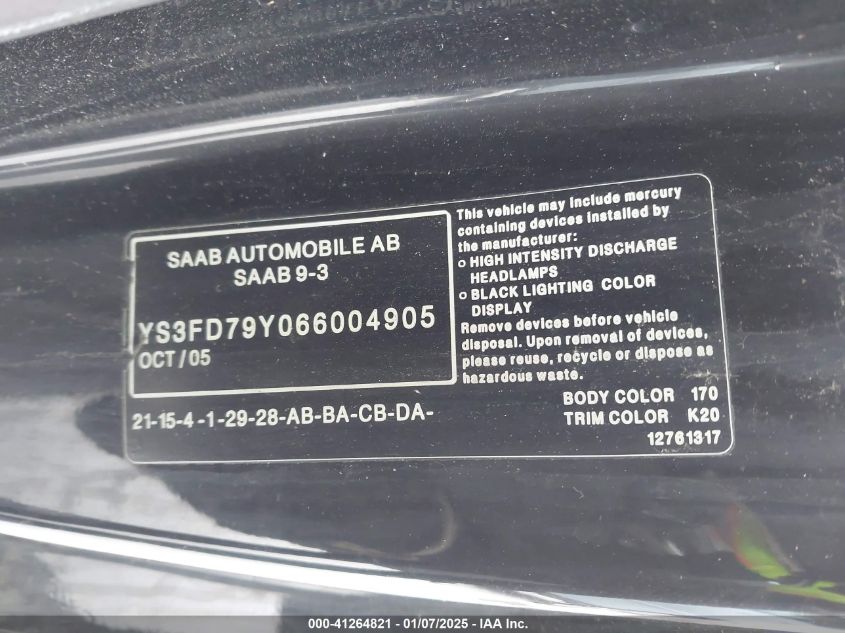 SAAB AUTOMOBILE AB
SAAB 9-3
YS3FD79Y066004905
OCT / 05
21-15-4 -1-29-28-AB-BA-CB-DA-
This vehicle may include mercury
containing devices installed by
the manufacturer:
o HIGH INTENSITY DISCHARGE
HEADLAMPS
o BLACK LIGHTING COLOR
DISPLAY
Remove devices before vehicle
disposal. Upon removal of devices,
please reuse, recycle or dispose as
hazardous waste.
BODY COLOR 170
TRIM COLOR K20
12761317
000-41264821 - 01/07/2025 - IAA Inc.